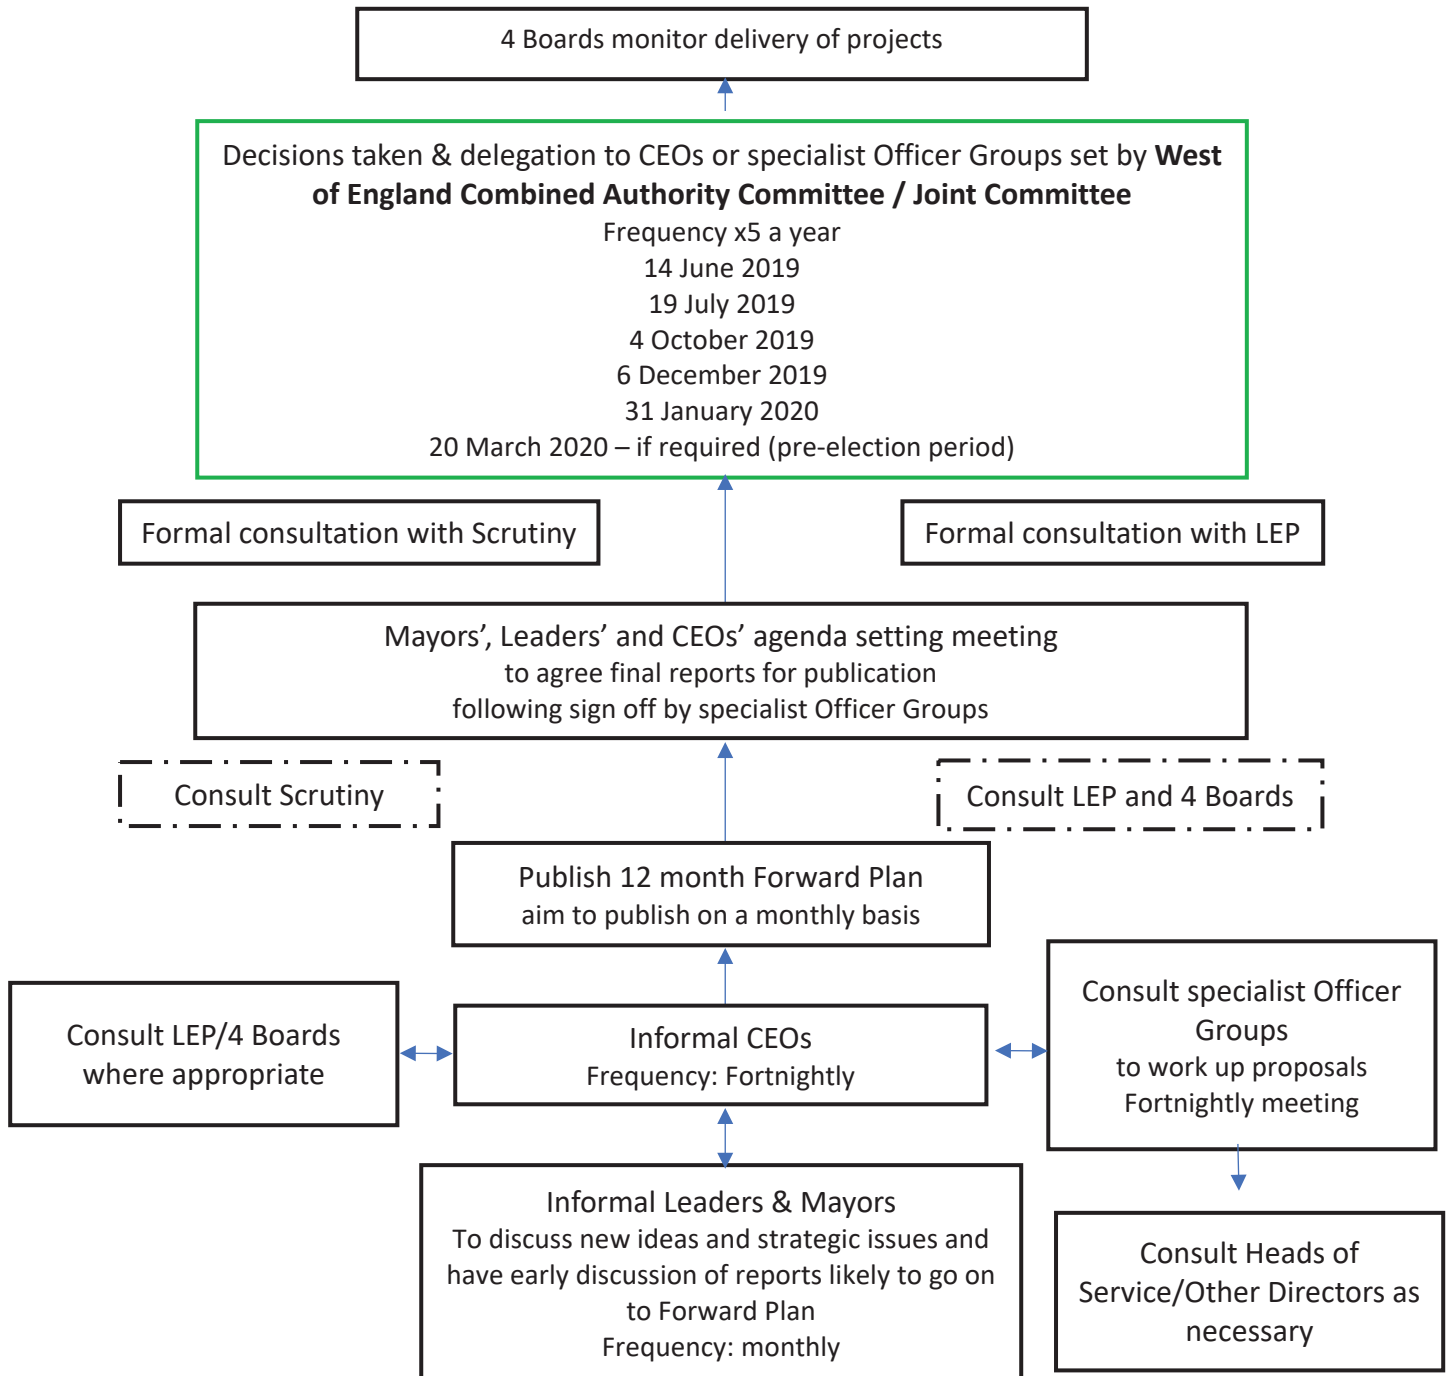 4 Boards monitor delivery of projects
Decisions taken & delegation to CEOs or specialist Officer Groups set by West
of England Combined Authority Committee / Joint Committee
Frequency x5 a year
14 June 2019
19 July 2019
4 October 2019
6 December 2019
31 January 2020
20 March 2020 – if required (pre-election period)
Formal consultation with Scrutiny
Formal consultation with LEP
Mayors’, Leaders’ and CEOs’ agenda setting meeting
to agree final reports for publication
following sign off by specialist Officer Groups
Consult Scrutiny
Consult LEP and 4 Boards
Publish 12 month Forward Plan
aim to publish on a monthly basis
Consult LEP/4 Boards
where appropriate
Informal CEOs
Frequency: Fortnightly
Consult specialist Officer
Groups
to work up proposals
Fortnightly meeting
Informal Leaders & Mayors
To discuss new ideas and strategic issues and
have early discussion of reports likely to go on
to Forward Plan
Frequency: monthly
Consult Heads of
Service/Other Directors as
necessary